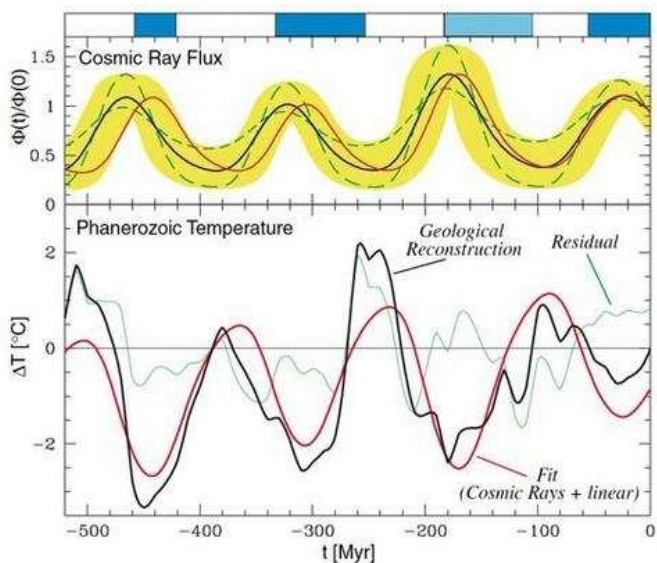 Cosmic Ray Flux
Φ(t)/Φ(0)
1.5
1
0.5
0
Phanerozoic Temperature
Geological
Reconstruction
Residual
ΔT [°C]
2
0
−2
Fit
(Cosmic Rays + linear)
−500
−400
−300
−200
−100
0
t [Myr]